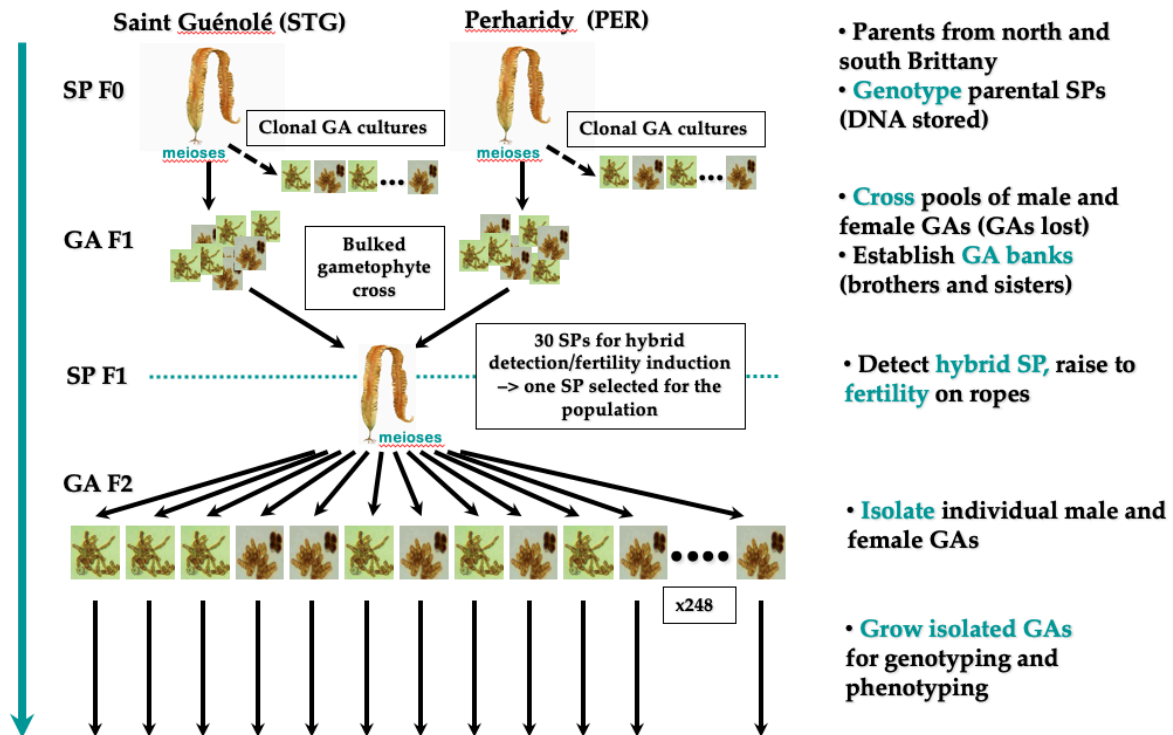 Saint Guénolé (STG)
Perharidy (PER)
SP F0
Clonal GA cultures
Clonal GA cultures
meioses
meioses
GA F1
Bulked
gametophyte
cross
SP F1
30 SPs for hybrid
detection/fertility induction
–> one SP selected for the
population
meioses
GA F2
x248
• Parents from north and
south Brittany
• Genotype parental SPs
(DNA stored)
• Cross pools of male and
female GAs (GAs lost)
• Establish GA banks
(brothers and sisters)
• Detect hybrid SP, raise to
fertility on ropes
• Isolate individual male and
female GAs
• Grow isolated GAs
for genotyping and
phenotyping